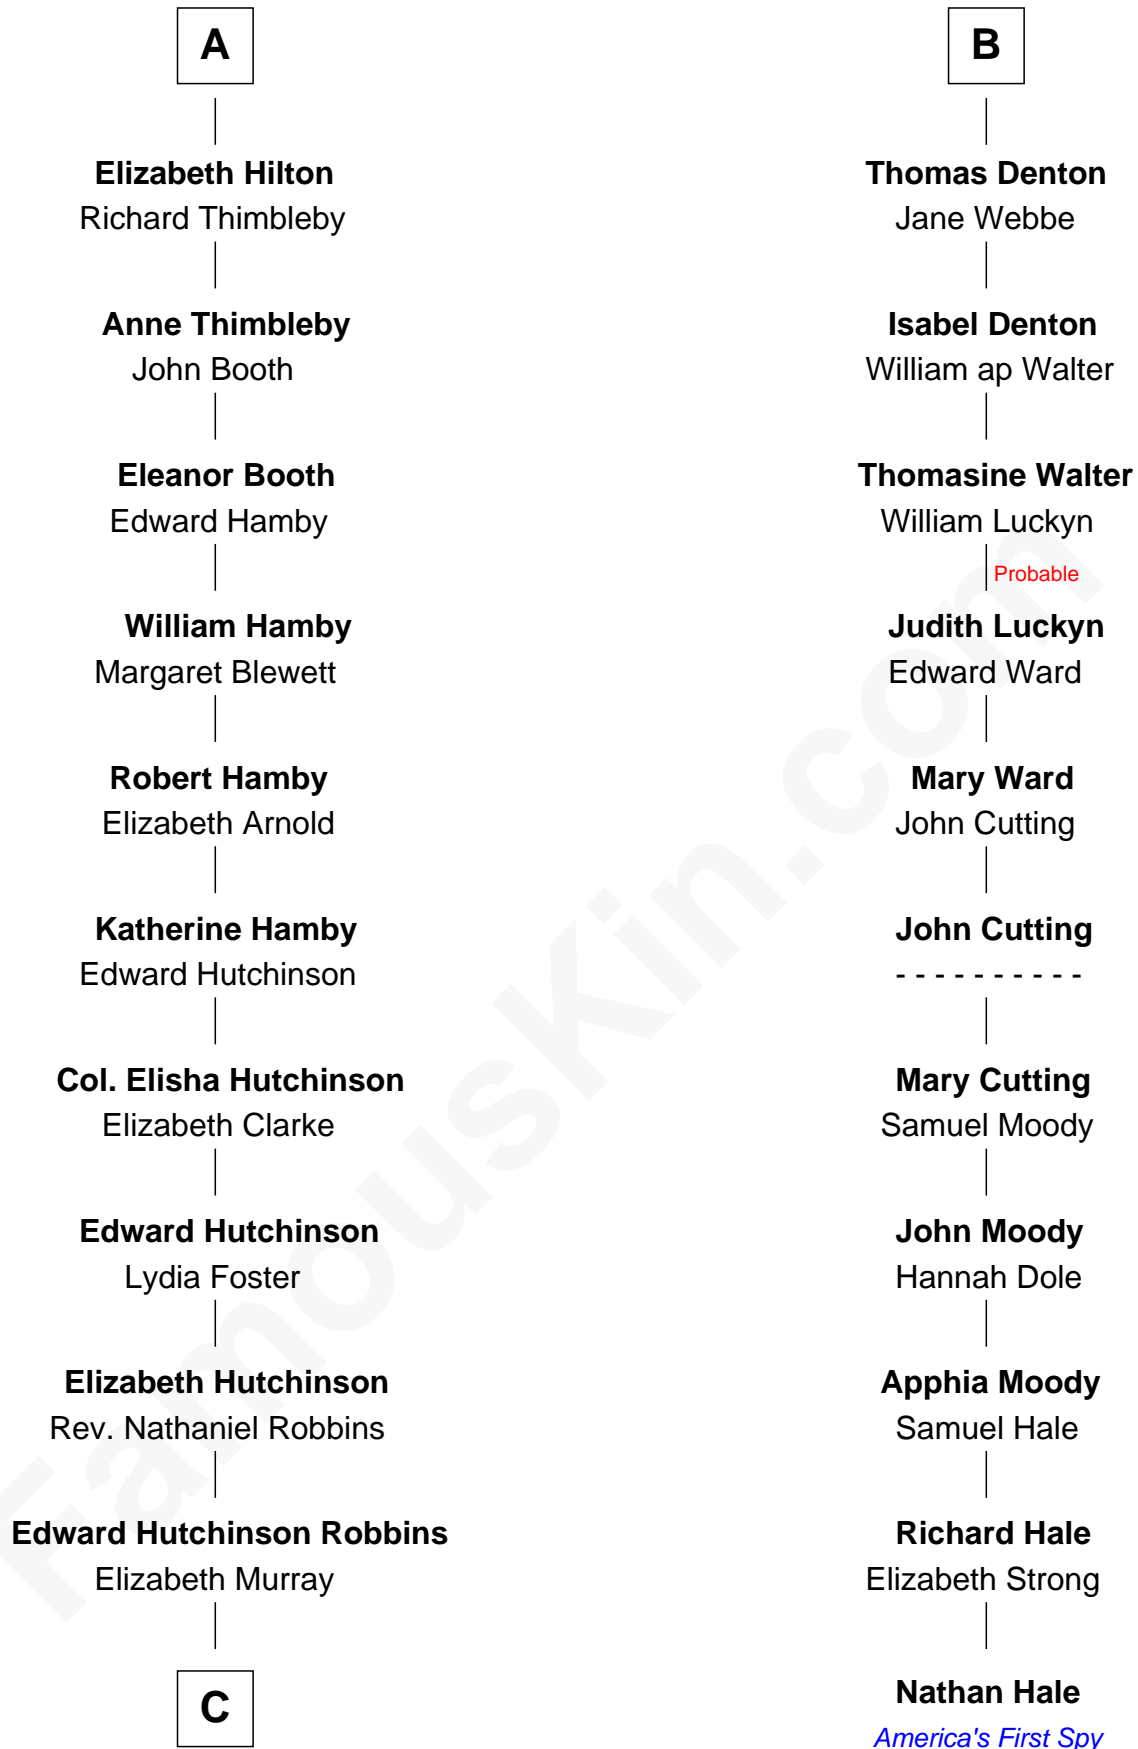 A
Elizabeth Hilton
Richard Thimbleby
Anne Thimbleby
John Booth
Eleanor Booth
Edward Hamby
William Hamby
Margaret Blewett
Robert Hamby
Elizabeth Arnold
Katherine Hamby
Edward Hutchinson
Col. Elisha Hutchinson
Elizabeth Clarke
Edward Hutchinson
Lydia Foster
Elizabeth Hutchinson
Rev. Nathaniel Robbins
Edward Hutchinson Robbins
Elizabeth Murray
C
B
Thomas Denton
Jane Webbe
Isabel Denton
William ap Walter
Thomasine Walter
William Luckyn
Probable
Judith Luckyn
Edward Ward
Mary Ward
John Cutting
John Cutting
- - - - - - - - - -
Mary Cutting
Samuel Moody
John Moody
Hannah Dole
Apphia Moody
Samuel Hale
Richard Hale
Elizabeth Strong
Nathan Hale
America's First Spy
FamousKin.com